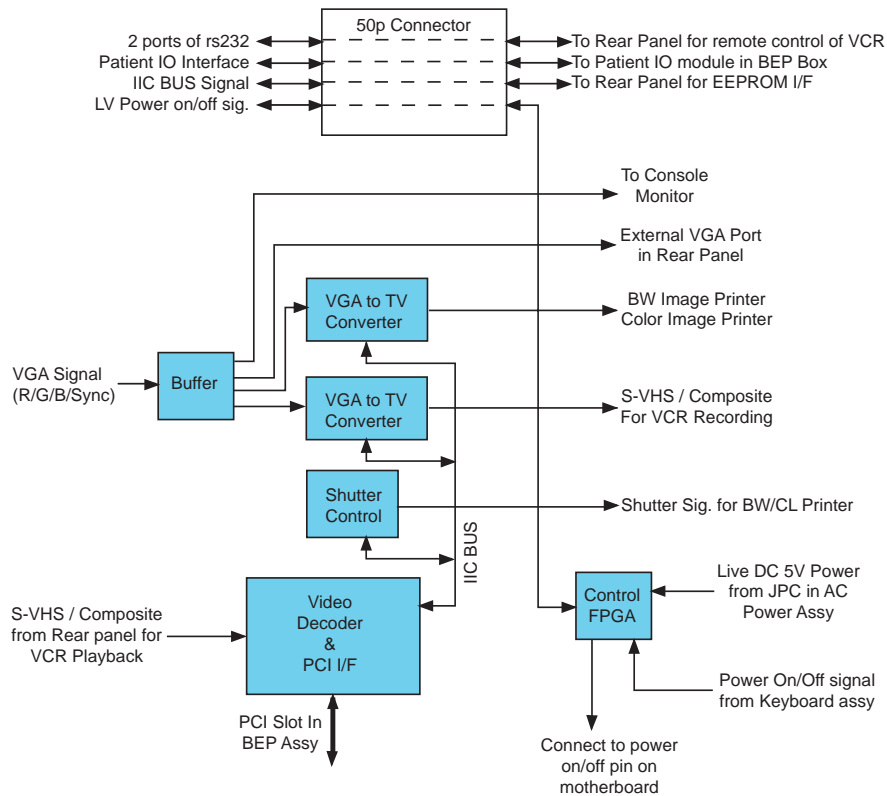 50p Connector
2 ports of rs232
To Rear Panel for remote control of VCR
Patient IO Interface
To Patient IO module in BEP Box
IIC BUS Signal
To Rear Panel for EEPROM I/F
LV Power on/off sig.
To Console
Monitor
External VGA Port
in Rear Panel
VGA to TV
Converter
BW Image Printer
Color Image Printer
VGA Signal
(R/G/B/Sync)
Buffer
VGA to TV
Converter
S-VHS / Composite
For VCR Recording
Shutter
Control
Shutter Sig. for BW/CL Printer
IIC BUS
S-VHS / Composite
from Rear panel for
VCR Playback
Video
Decoder
&
PCI I/F
Control
FPGA
Live DC 5V Power
from JPC in AC
Power Assy
Power On/Off signal
from Keyboard assy
PCI Slot In
BEP Assy
Connect to power
on/off pin on
motherboard